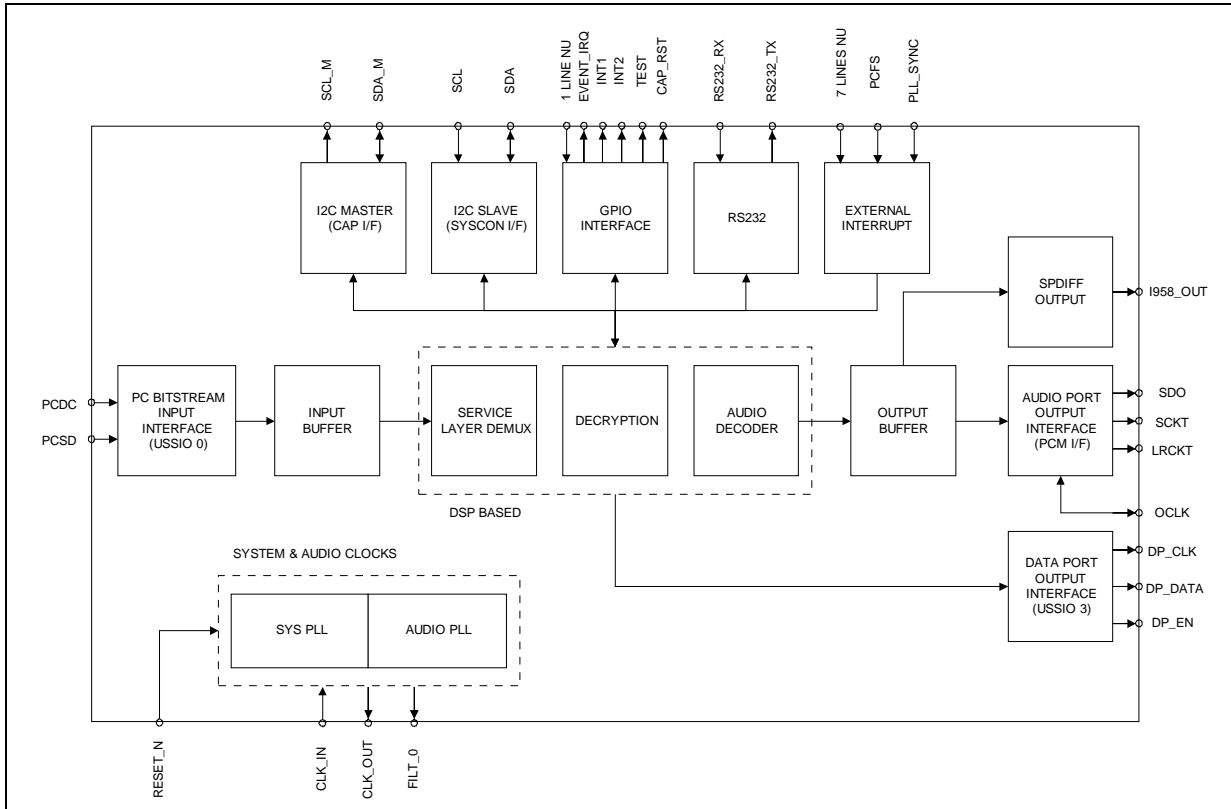 SCL_M
SDA_M
SCL
SDA
1 LINE NU
EVENT_IRQ
INT1
INT2
TEST
CAP_RST
RS232_RX
RS232_TX
7 LINES NU
PCFS
PLL_SYNC
I2C MASTER
(CAP I/F)
I2C SLAVE
(SYSCON I/F)
GPIO
INTERFACE
RS232
EXTERNAL
INTERRUPT
SPDIFF
OUTPUT
I958_OUT
PCDC
PCSD
PC BITSTREAM
INPUT
INTERFACE
(USSIO 0)
INPUT
BUFFER
SERVICE
LAYER DEMUX
DECRYPTION
AUDIO
DECODER
OUTPUT
BUFFER
AUDIO PORT
OUTPUT
INTERFACE
(PCM I/F)
SDO
SCKT
LRCKT
OCLK
DSP BASED
SYSTEM & AUDIO CLOCKS
SYS PLL
AUDIO PLL
DATA PORT
OUTPUT
INTERFACE
(USSIO 3)
DP_CLK
DP_DATA
DP_EN
RESET_N
CLK_IN
CLK_OUT
FILT_0